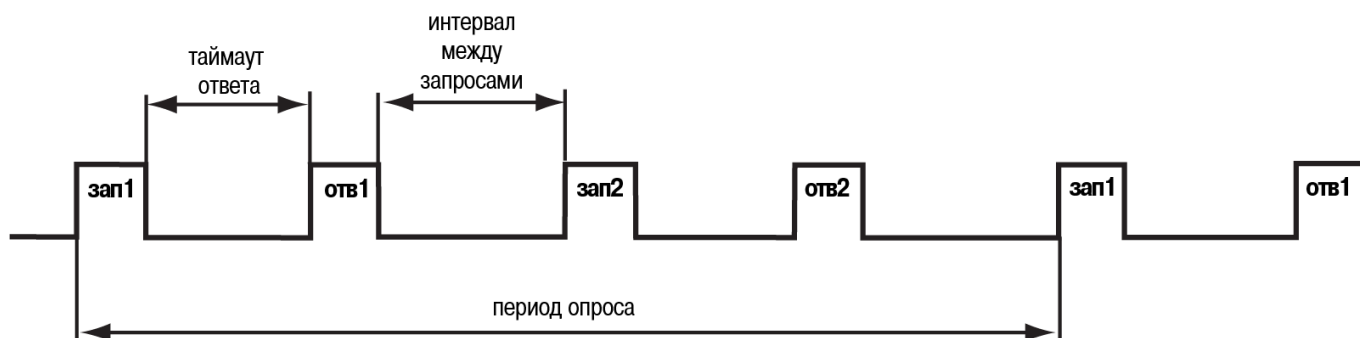 таймаут
ответа
интервал
между
запросами
зап1
отв1
зап2
отв2
зап1
отв1
период опроса